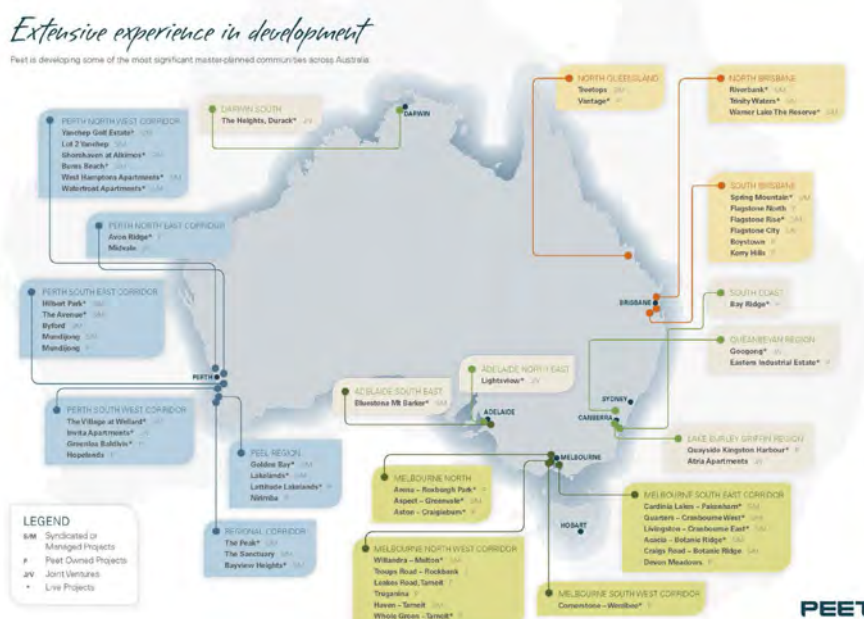 Extensive experience in development
Peet is developing some of the most significant master-planned communities across Australia
PERTH NORTH WEST CORRIDOR
Yanchep Golf Estate* S/M
Lot 2 Yanchep S/M
Shorehaven at Alkimos* S/M
Burns Beach* S/M
West Hamptons Apartments* S/M
Waterfront Apartments* S/M
DARWIN SOUTH
The Heights, Durack* J/V
DARWIN
NORTH QUEENSLAND
Treetops
Vantage* P
NORTH BRISBANE
Riverbank* S/M
Trinity Waters* S/M
Warner Lake The Reserve* S/M
PERTH NORTH EAST CORRIDOR
Avon Ridge* P
Midvale
SOUTH BRISBANE
Spring Mountain* S/M
Flagstone North P
Flagstone Rise* S/M
Flagstone City
Boystown P
Kerry Hills P
PERTH SOUTH EAST CORRIDOR
Hilbert Park* S/M
The Avenue* S/M
Byford S/M
Mundijong S/M
Mundijong P
BRISBANE
SOUTH COAST
Bay Ridge* P
QUEANBEYAN REGION
Googong* J/V
Eastern Industrial Estate* P
PERTH
ADELAIDE NORTH EAST
Lightsview* J/V
ADELAIDE SOUTH EAST
Bluestone Mt Barker* S/M
ADELAIDE
SYDNEY
CANBERRA
PERTH SOUTH WEST CORRIDOR
The Village at Wellard*
Invita Apartments*
Greenlea Baldivis* P
Hopelands P
LAKE BURLEY GRIFFIN REGION
Quayside Kingston Harbour* P
Atria Apartments
PEEL REGION
Golden Bay* S/M
Lakelands* S/M
Lattitude Lakelands* P
Nairnba P
MELBOURNE
MELBOURNE NORTH
Arena – Roxburgh Park* P
Aspect – Greenvale* S/M
Aston – Craigieburn* P
MELBOURNE SOUTH EAST CORRIDOR
Cardinia Lakes – Pakenham* S/M
Quarters – Cranbourne West* S/M
Livingston – Cranbourne East* S/M
Acacia – Botanic Ridge* S/M
Craigs Road – Botanic Ridge S/M
Devon Meadows P
LEGEND
S/M Syndicated or
Managed Projects
P Peet Owned Projects
J/V Joint Ventures
* Live Projects
REGIONAL CORRIDOR
The Peak* S/M
The Sanctuary S/M
Bayview Heights* S/M
HOBART
MELBOURNE NORTH WEST CORRIDOR
Willandra – Melton* S/M
Troups Road – Rockbank P
Leakes Road, Tarneit P
Truganina P
Haven – Tarneit S/M
Whole Green – Tarneit* P
MELBOURNE SOUTH WEST CORRIDOR
Cornerstone – Werribee* P
PEET